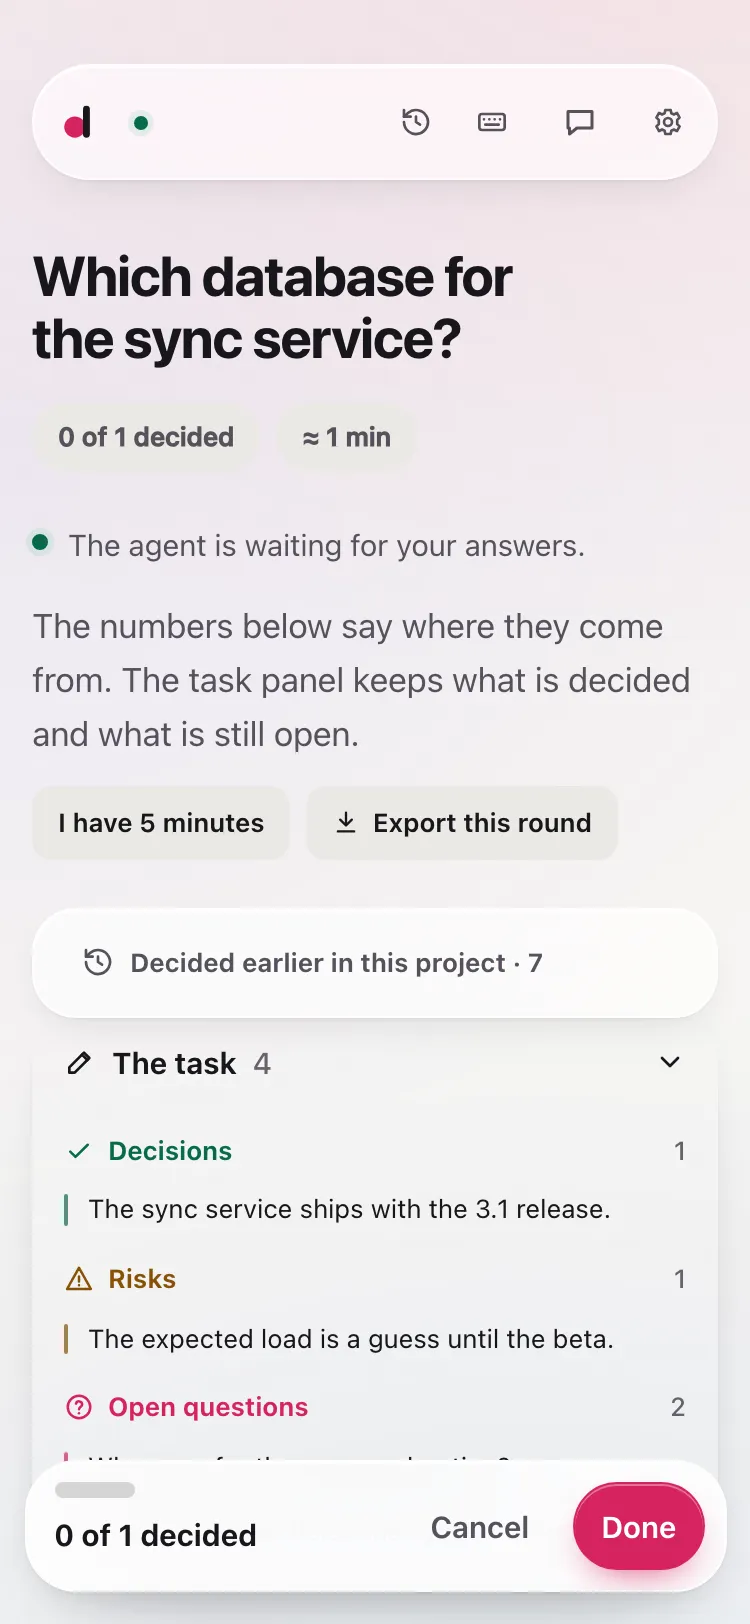 Which database for
the sync service?
0 of 1 decided
≈ 1 min
The agent is waiting for your answers.
The numbers below say where they come
from. The task panel keeps what is decided
and what is still open.
I have 5 minutes
Export this round
Decided earlier in this project · 7
The task 4
Decisions 1
The sync service ships with the 3.1 release.
Risks 1
The expected load is a guess until the beta.
Open questions 2
0 of 1 decided
Cancel
Done